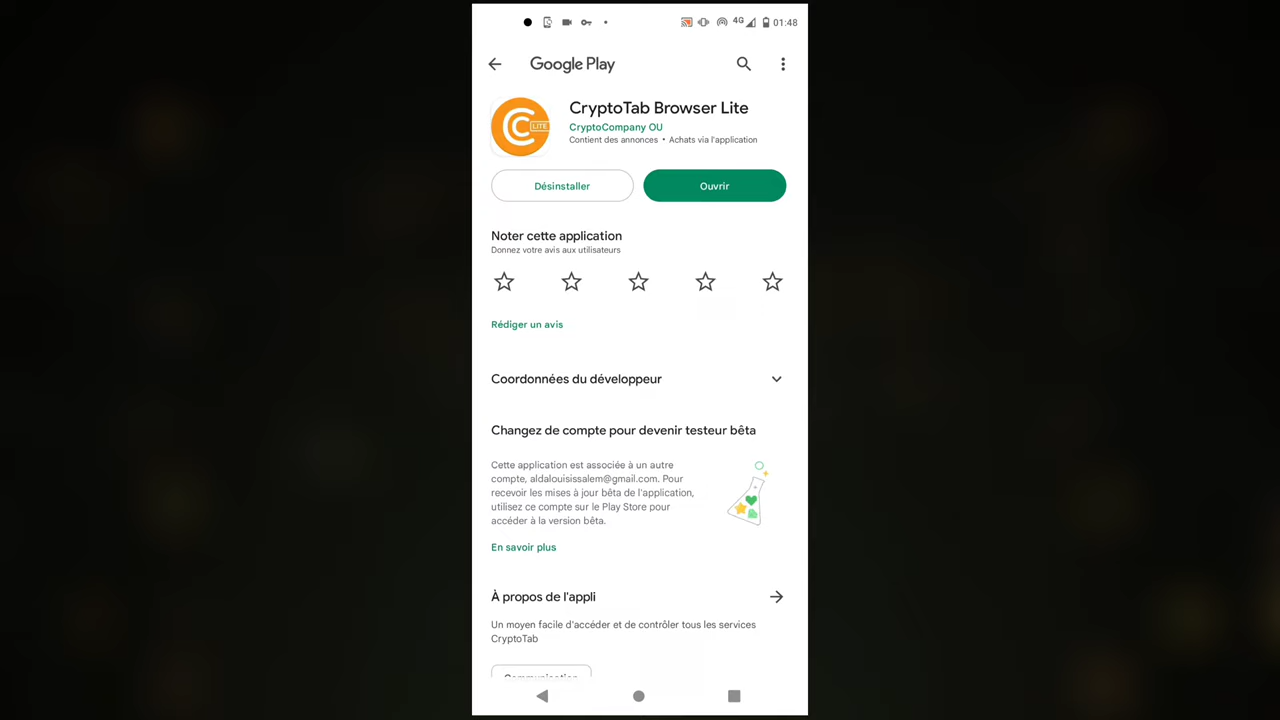 4G 01:48
Google Play
CryptoTab Browser Lite
CryptoCompany OU
Contient des annonces • Achats via l'application
LITE
Désinstaller
Ouvrir
Noter cette application
Donnez votre avis aux utilisateurs
Rédiger un avis
Coordonnées du développeur
Changez de compte pour devenir testeur bêta
Cette application est associée à un autre
compte, aldalouisissalem@gmail.com. Pour
recevoir les mises à jour bêta de l'application,
utilisez ce compte sur le Play Store pour
accéder à la version bêta.
En savoir plus
À propos de l'appli
Un moyen facile d'accéder et de contrôler tous les services
CryptoTab
Communication